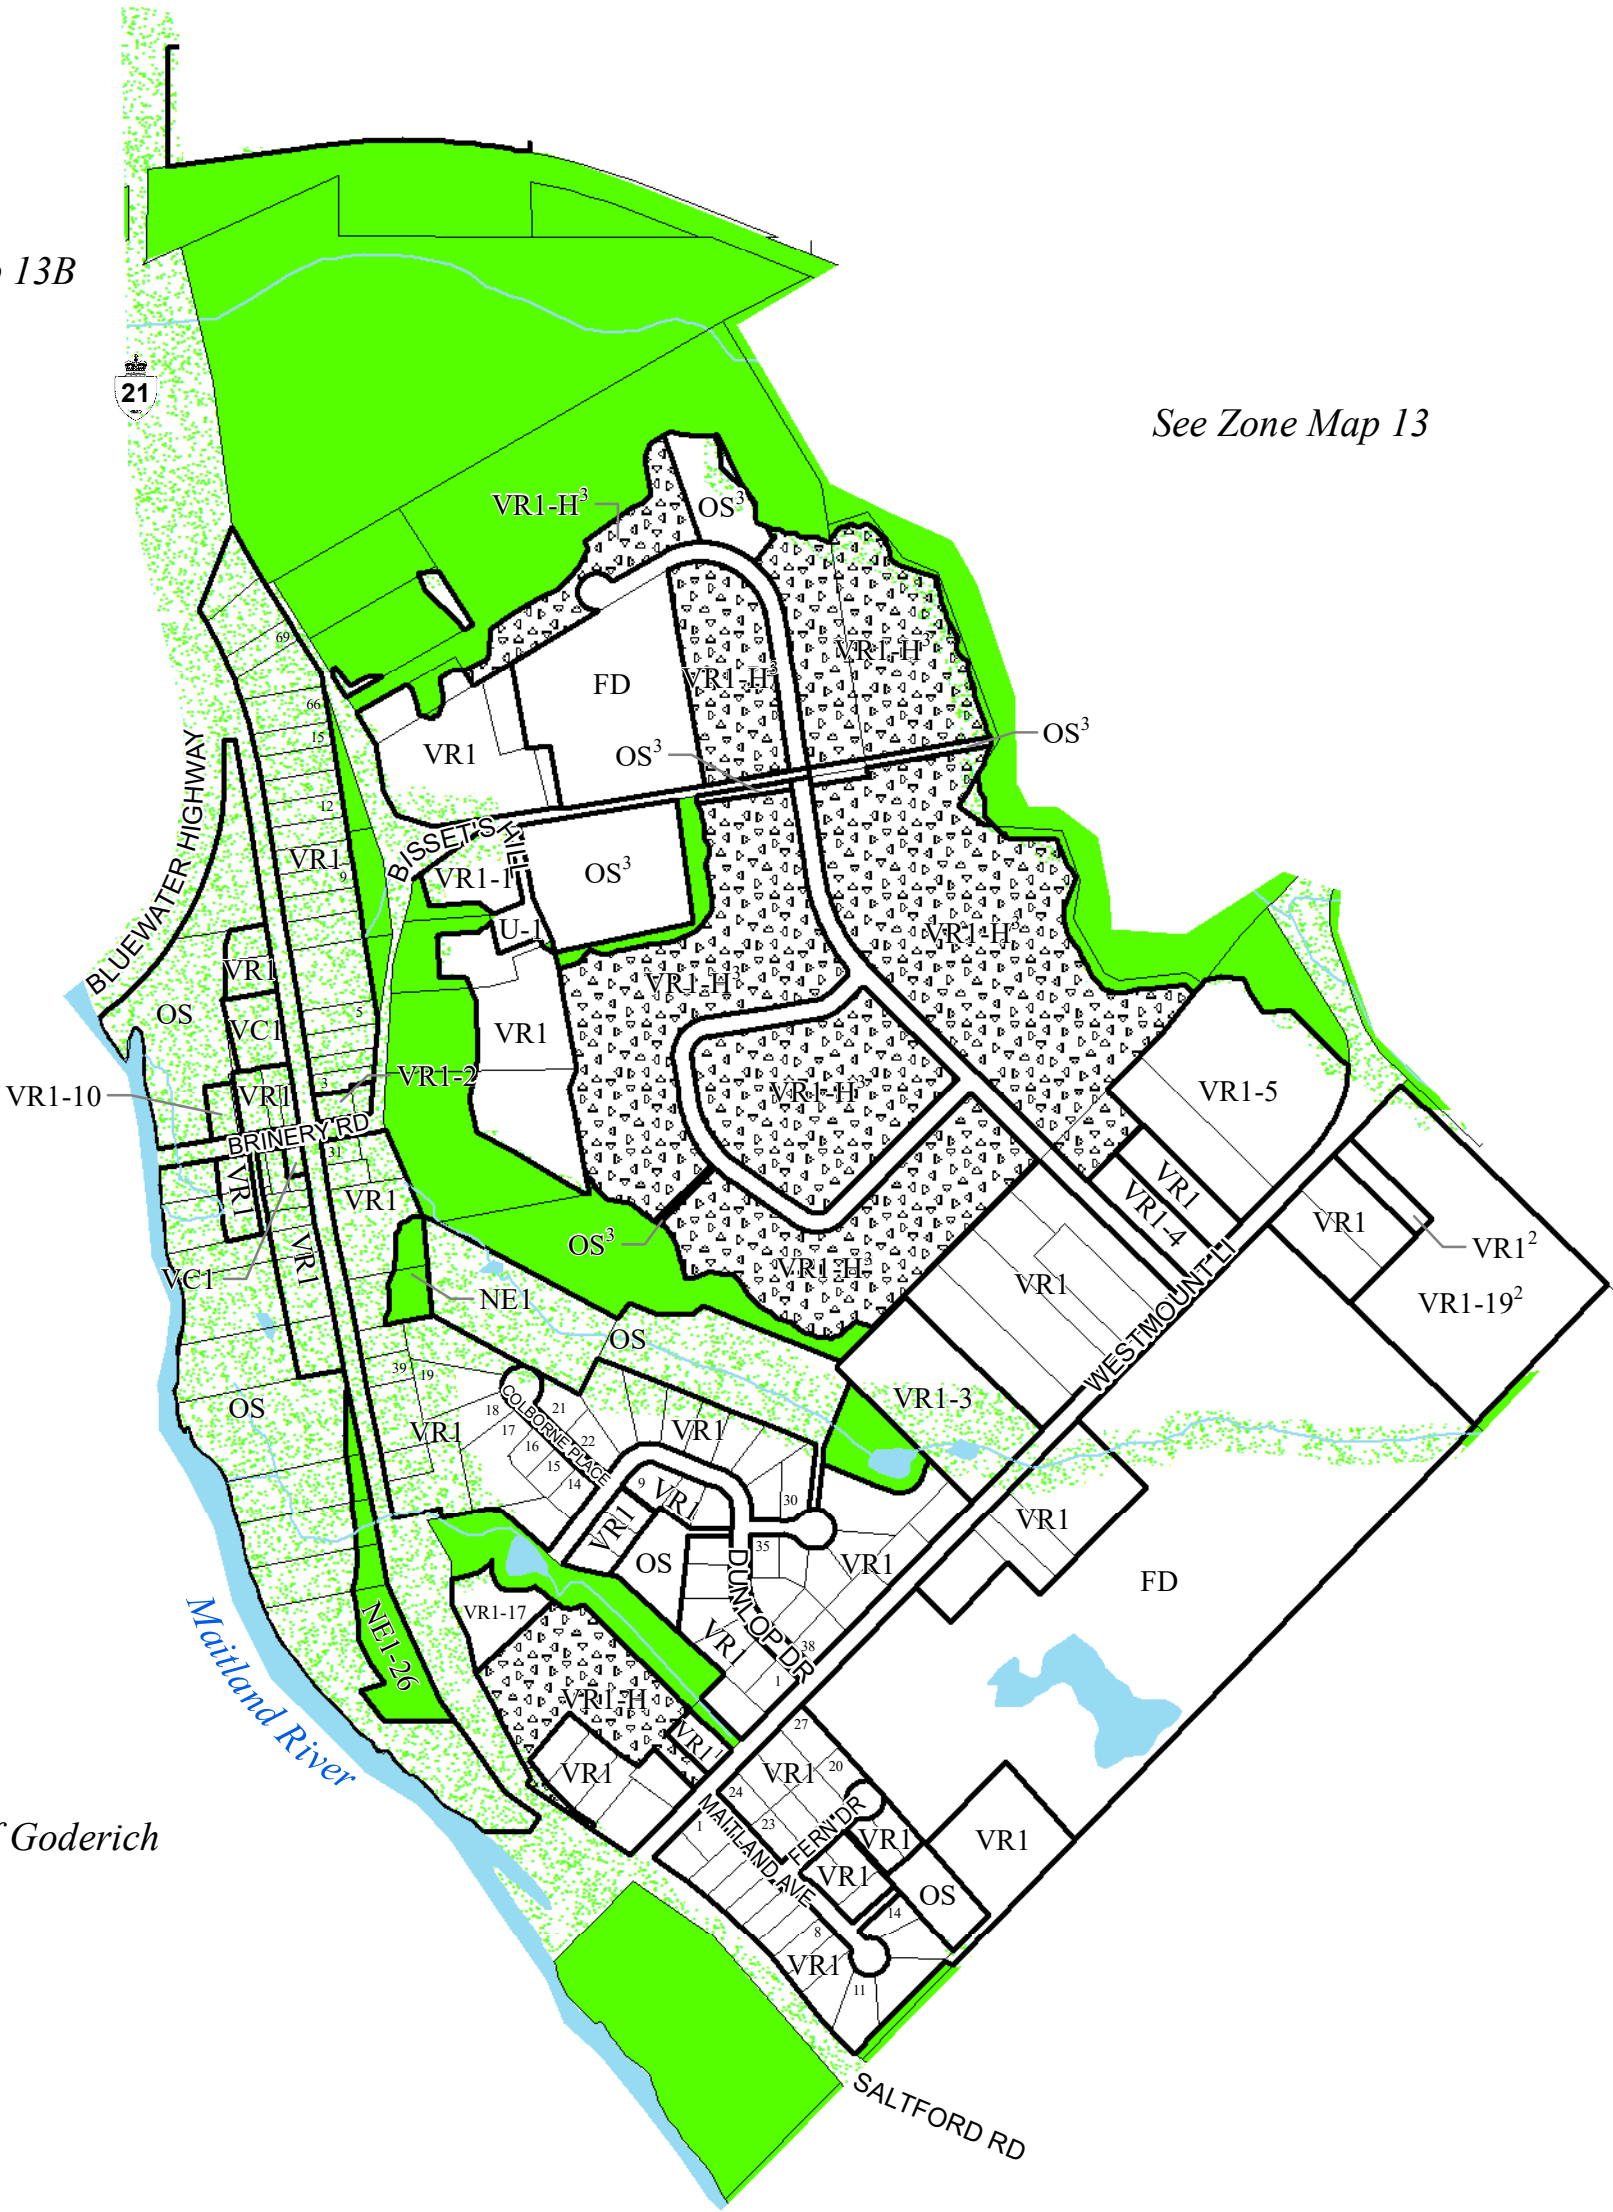 13B
21
See Zone Map 13
VR1-H3
OS3
69
VR1-H3
VR1-H3
FD
66
15
OS3
OS3
VR1
12
BLUEWATER HIGHWAY
BISSET'S HILL
VR1
9
VR1-1
OS3
U-1
VR1-H3
VR1
VR1-H3
OS
5
VC1
VR1
VR1-2
3
VR1
VR1-H3
VR1-5
VR1-10
BRINERY RD
31
VR1
VR1
VR1
VR1-4
VR1
VR12
OS3
VR1
VR1-H3
VC1
VR1
NE1
VR1-192
OS
WESTMOUNT LI
39
19
VR1-3
OS
COLBORNE PLACE
18
21
17
VR1
22
16
VR1
15
14
9
VR1
30
VR1
VR1
35
OS
VR1
FD
DUNLOP DR
VR1-17
NE1-26
VR1
38
1
Maitland River
VR1-H
VR11
27
VR1
VR1
20
24
23
1
MAITLAND AVE
FERN DR
VR1
VR1
Goderich
VR1
OS
14
8
VR1
11
SALTFORD RD